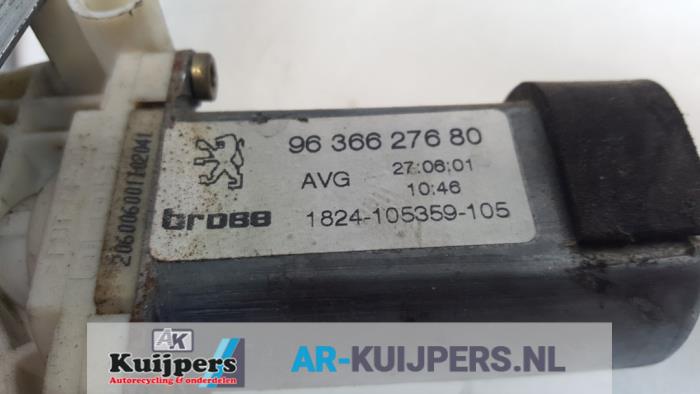 96 366 276 80
AVG 27:06:01
10:46
brose 1824-105359-105
2060060011102041
AK
Kuijpers
Autorecycling & onderdelen
AR-KUIJPERS.NL